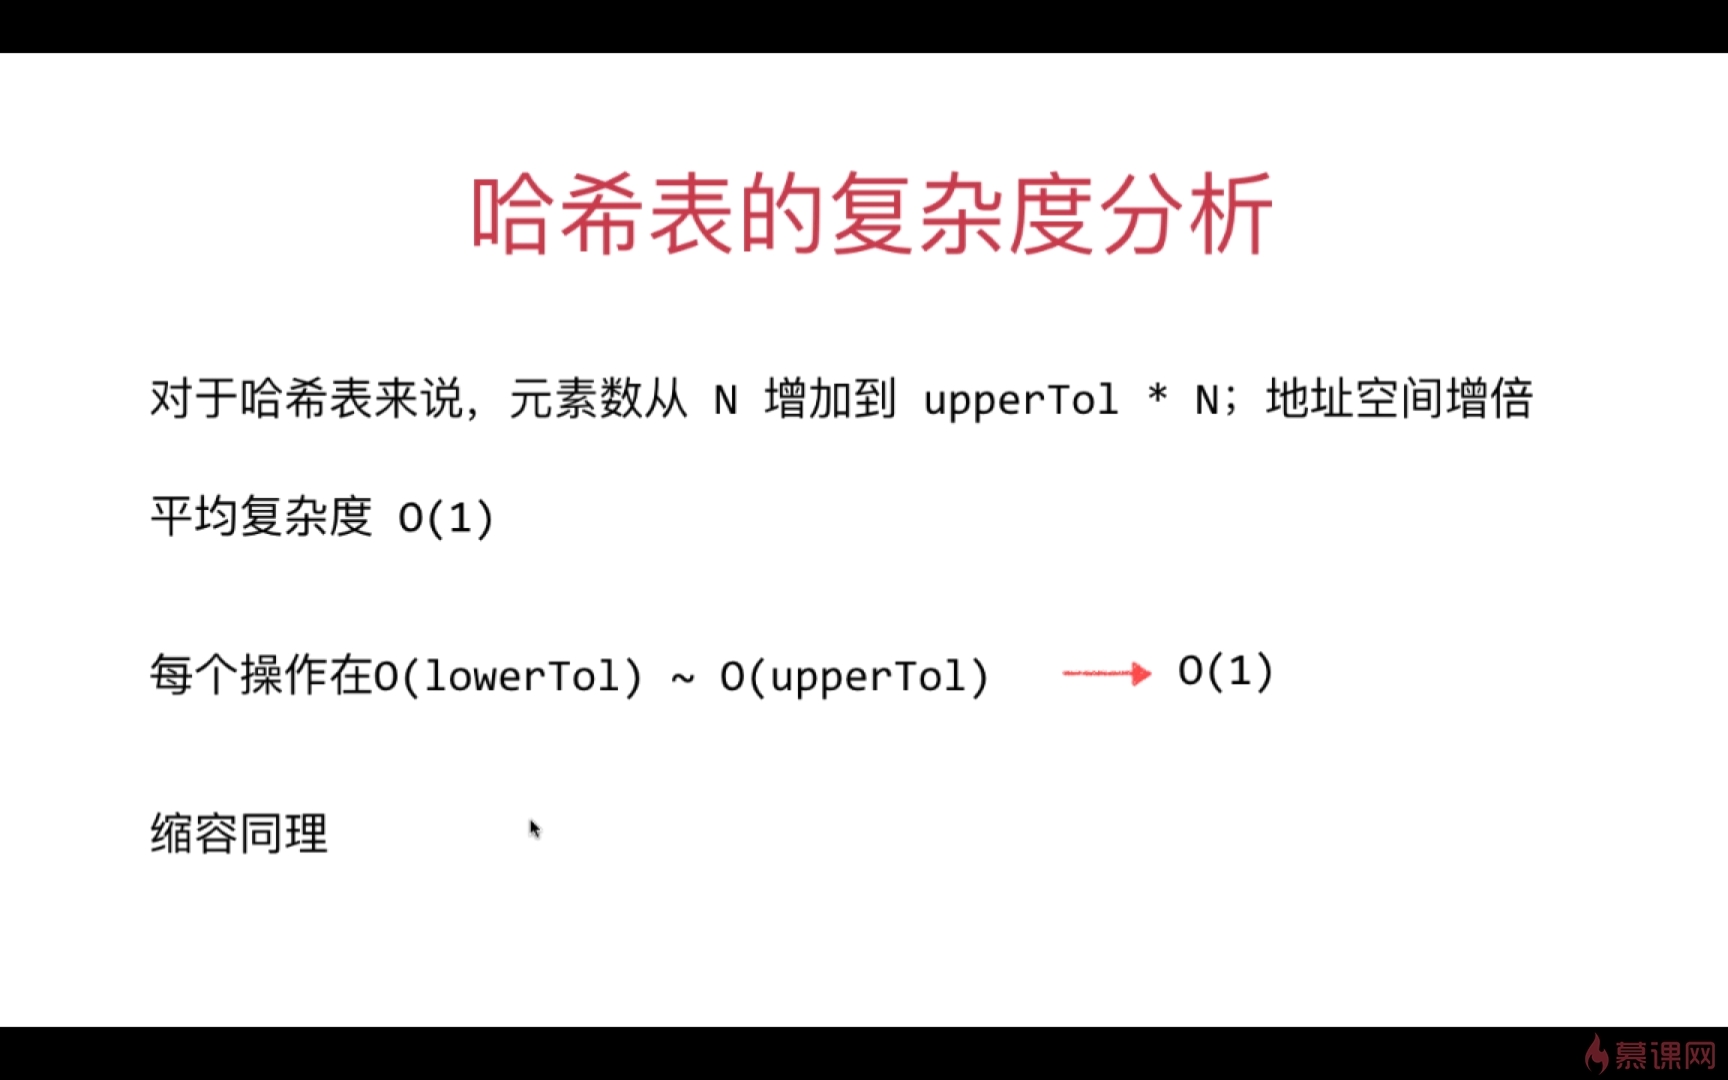 哈希表的复杂度分析
对于哈希表来说，元素数从 N 增加到 upperTol * N；地址空间增倍
平均复杂度 O(1)
每个操作在O(lowerTol) ~ O(upperTol) O(1)
缩容同理
慕课网